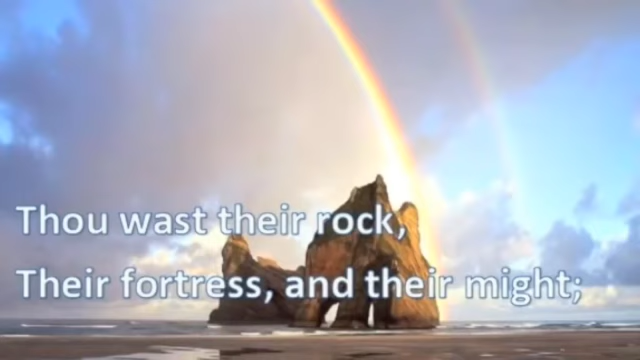 Thou wast their rock,
Their fortress, and their might;